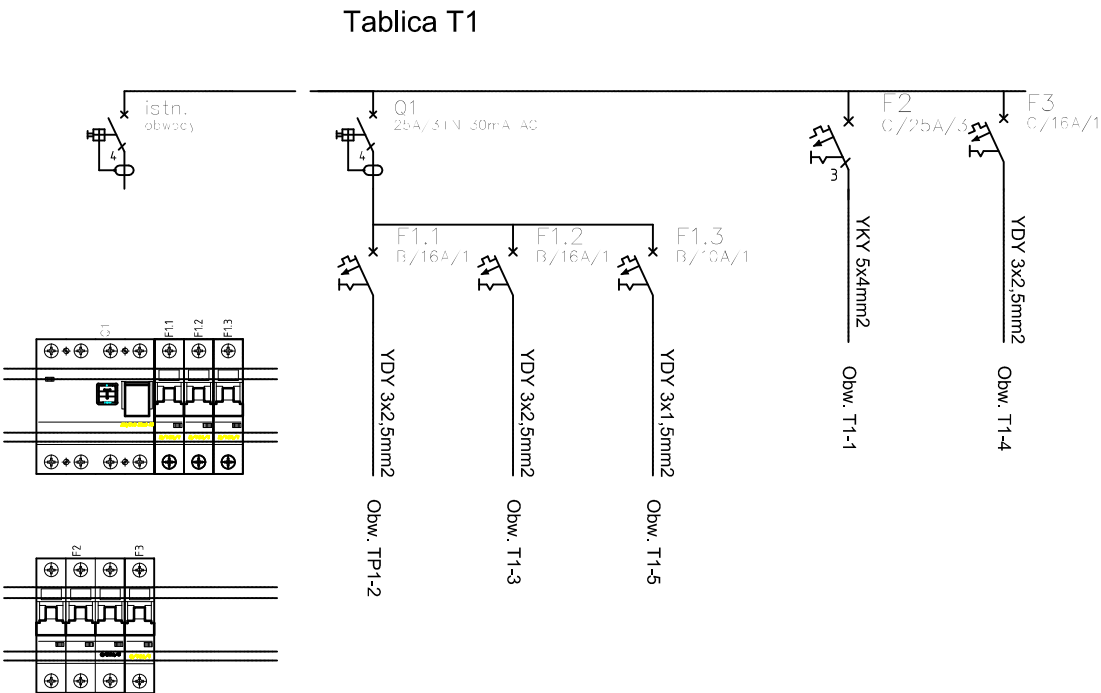 Tablica T1
istn.
obwody
4
Q1
25A/3+N 30mA AC
4
F2
C/25A/3
3
F3
C/16A/1
F1.1
B/16A/1
F1.2
B/16A/1
F1.3
B/10A/1
YKY 5x4mm2
YDY 3x2,5mm2
Obw. T1-1
Obw. T1-4
YDY 3x2,5mm2
YDY 3x2,5mm2
YDY 3x1,5mm2
Obw. TP1-2
Obw. T1-3
Obw. T1-5
Q1
F1.1
F1.2
F1.3
F2
F3